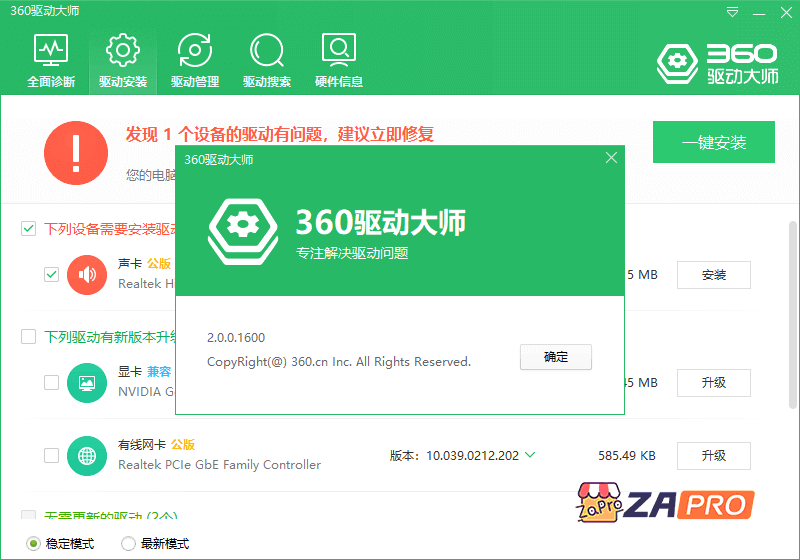 360驱动大师
全面诊断
驱动安装
驱动管理
驱动搜索
硬件信息
360
驱动大师
发现 1 个设备的驱动有问题，建议立即修复
您的电脑
一键安装
360驱动大师
360驱动大师
专注解决驱动问题
2.0.0.1600
CopyRight(@) 360.cn Inc. All Rights Reserved.
确定
下列设备需要安装驱动
声卡 公版
Realtek H
5 MB
安装
下列驱动有新版本升级
显卡 兼容
NVIDIA G
45 MB
升级
有线网卡 公版
Realtek PCIe GbE Family Controller
版本：10.039.0212.202
585.49 KB
升级
无需更新的驱动 (2个)
ZaPro
ZAPRO
稳定模式
最新模式